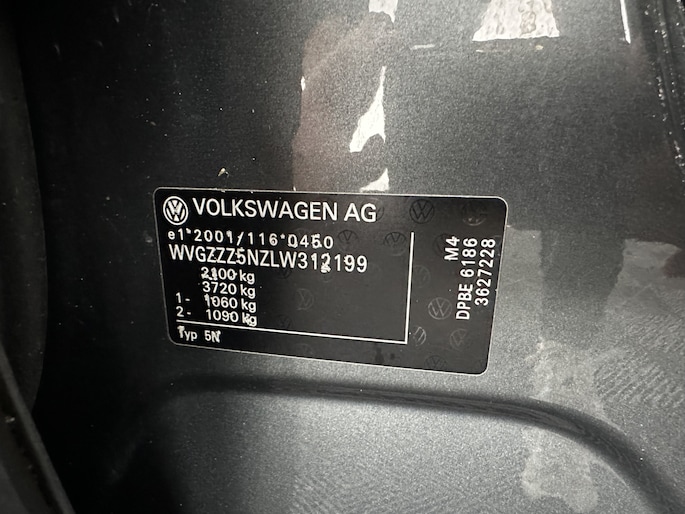 VOLKSWAGEN AG
e1*2001/116*0450
WVGZZZ5NZLW312199
2100 kg
3720 kg
1- 1060 kg
2- 1090 kg
Typ 5N
M4
DPBE 6186
3627228